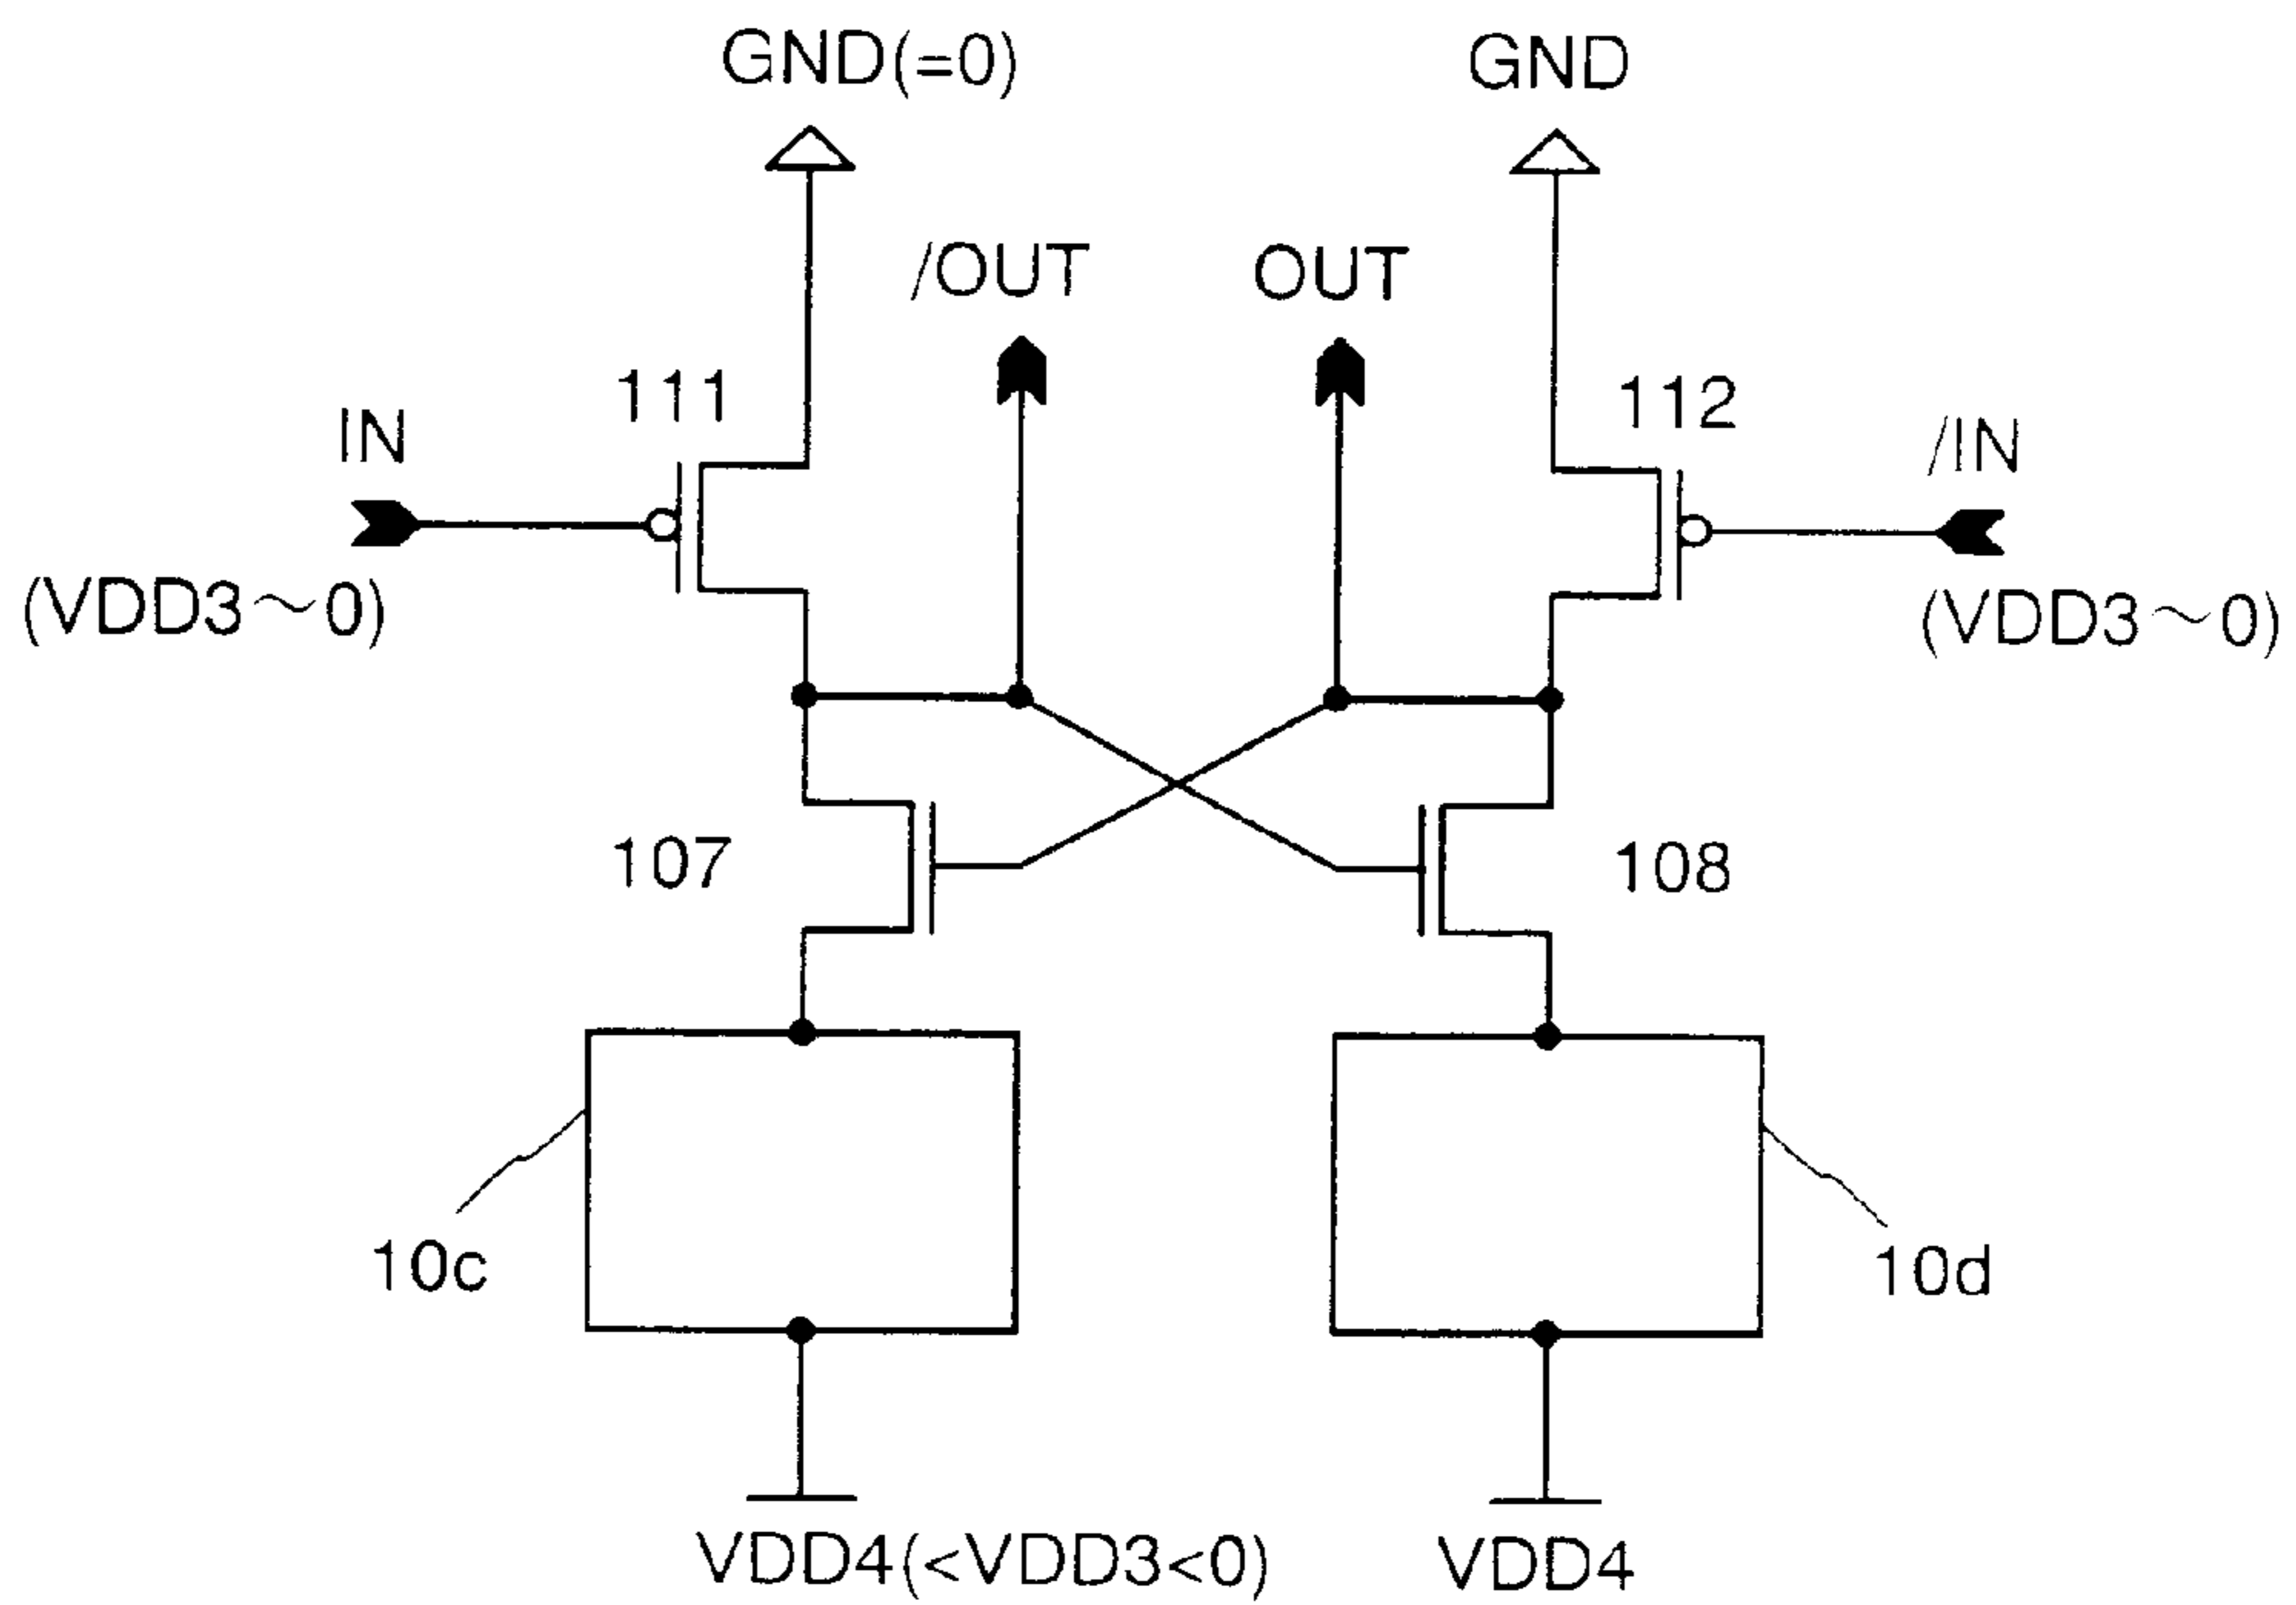 GND(=0)
GND
/OUT
OUT
111
112
IN
/IN
(VDD3～0)
(VDD3～0)
107
108
10c
10d
VDD4(<VDD3<0)
VDD4